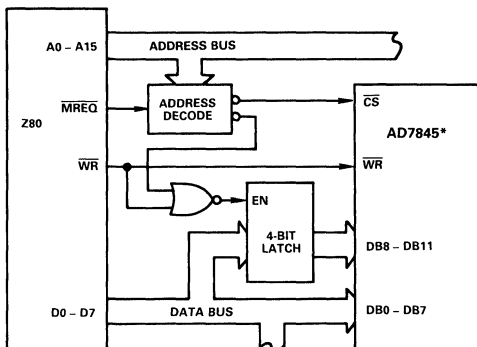 A0 – A15
ADDRESS BUS
MREQ
ADDRESS
DECODE
CS
Z80
AD7845*
WR
WR
EN
4-BIT
LATCH
DB8 – DB11
D0 – D7
DATA BUS
DB0 – DB7